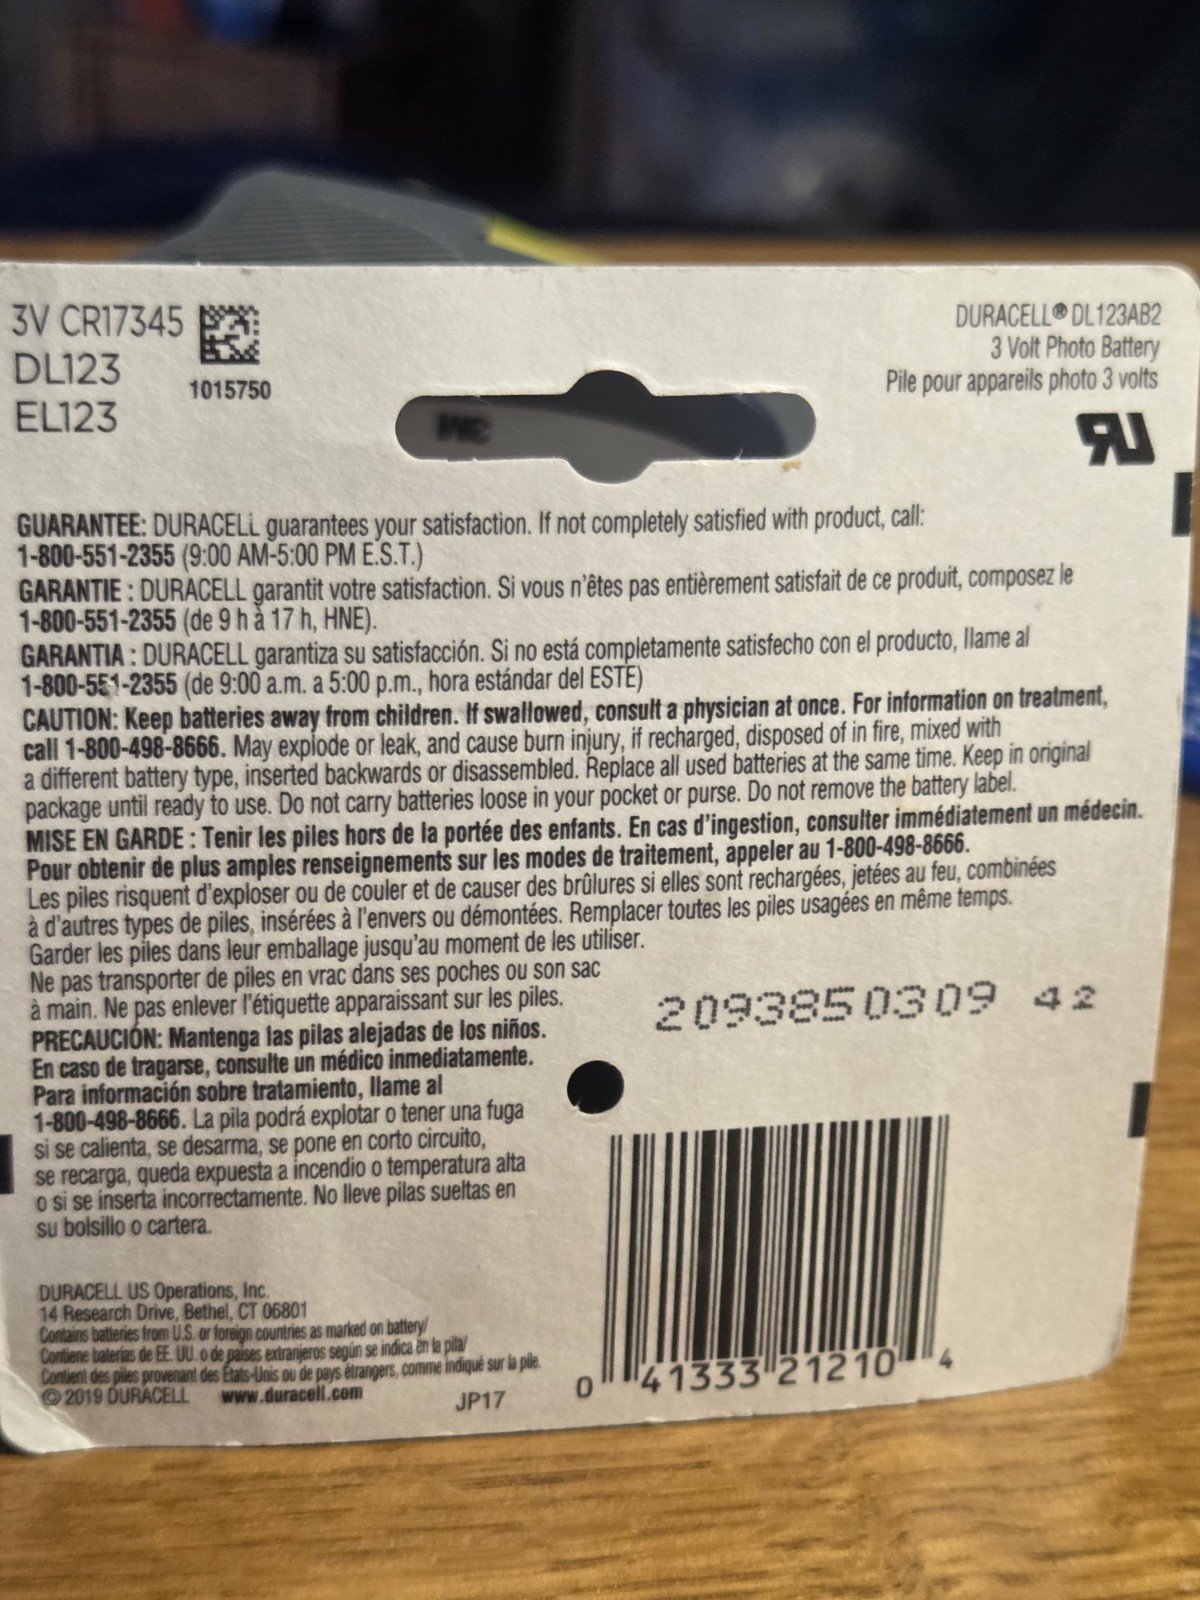 3V CR17345
DL123
EL123
1015750
DURACELL® DL123AB2
3 Volt Photo Battery
Pile pour appareils photo 3 volts
3M
GUARANTEE: DURACELL guarantees your satisfaction. If not completely satisfied with product, call:
1-800-551-2355 (9:00 AM-5:00 PM E.S.T.)
GARANTIE : DURACELL garantit votre satisfaction. Si vous n'êtes pas entièrement satisfait de ce produit, composez le
1-800-551-2355 (de 9 h à 17 h, HNE).
GARANTIA : DURACELL garantiza su satisfacción. Si no está completamente satisfecho con el producto, llame al
1-800-551-2355 (de 9:00 a.m. a 5:00 p.m., hora estándar del ESTE)
CAUTION: Keep batteries away from children. If swallowed, consult a physician at once. For information on treatment,
call 1-800-498-8666. May explode or leak, and cause burn injury, if recharged, disposed of in fire, mixed with
a different battery type, inserted backwards or disassembled. Replace all used batteries at the same time. Keep in original
package until ready to use. Do not carry batteries loose in your pocket or purse. Do not remove the battery label.
MISE EN GARDE : Tenir les piles hors de la portée des enfants. En cas d'ingestion, consulter immédiatement un médecin.
Pour obtenir de plus amples renseignements sur les modes de traitement, appeler au 1-800-498-8666.
Les piles risquent d'exploser ou de couler et de causer des brûlures si elles sont rechargées, jetées au feu, combinées
à d'autres types de piles, insérées à l'envers ou démontées. Remplacer toutes les piles usagées en même temps.
Garder les piles dans leur emballage jusqu'au moment de les utiliser.
Ne pas transporter de piles en vrac dans ses poches ou son sac
à main. Ne pas enlever l'étiquette apparaissant sur les piles.
PRECAUCIÓN: Mantenga las pilas alejadas de los niños.
En caso de tragarse, consulte un médico inmediatamente.
Para información sobre tratamiento, llame al
1-800-498-8666. La pila podrá explotar o tener una fuga
si se calienta, se desarma, se pone en corto circuito,
se recarga, queda expuesta a incendio o temperatura alta
o si se inserta incorrectamente. No lleve pilas sueltas en
su bolsillo o cartera.
2093850309 42
DURACELL US Operations, Inc.
14 Research Drive, Bethel, CT 06801
Contains batteries from U.S. or foreign countries as marked on battery/
Contiene baterías de EE. UU. o de países extranjeros según se indica en la pila/
Contient des piles provenant des États-Unis ou de pays étrangers, comme indiqué sur la pile.
© 2019 DURACELL www.duracell.com JP17
0 41333 21210 4